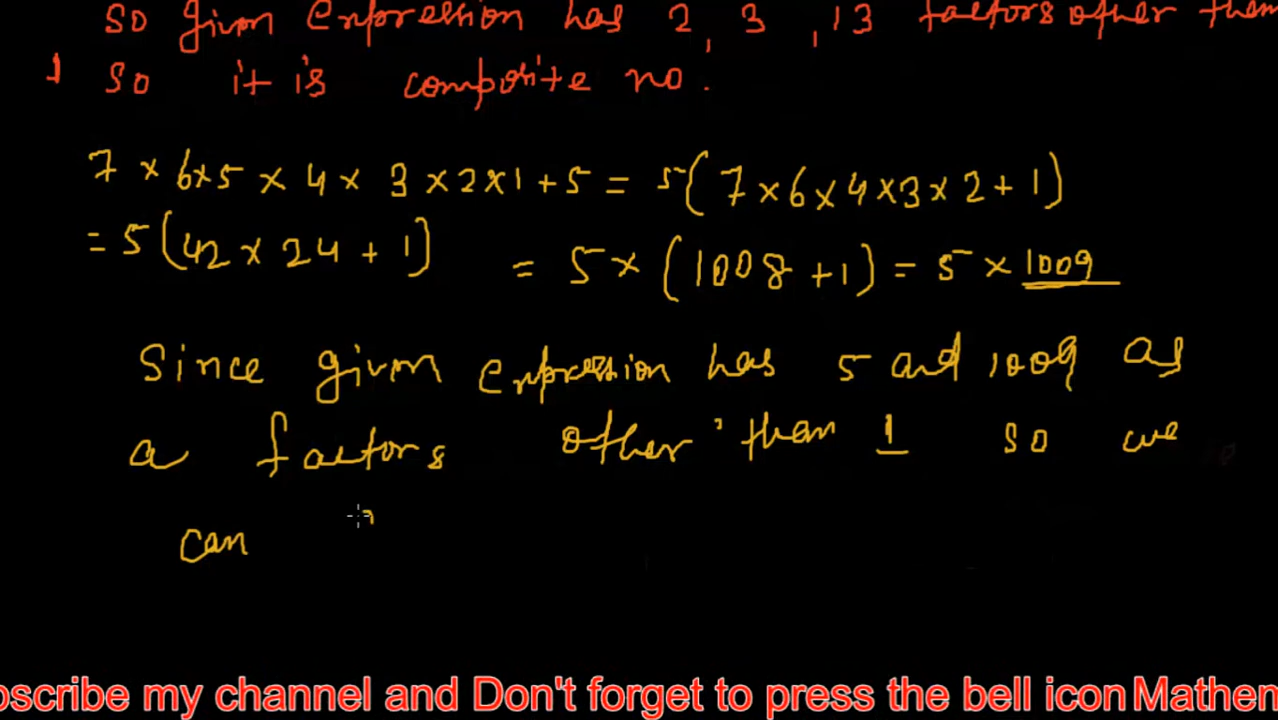 So given expression has 2, 3, 13 factors other them
1 So it is composite no.
7 × 6×5 × 4 × 3 × 2×1 + 5 = 5(7×6×4×3×2+1)
= 5(42 × 24 + 1) = 5 × (1008 + 1) = 5 × 1009
Since given expression has 5 and 1009 as
a factors other than 1 so we
can
bscribe my channel and Don't forget to press the bell icon Mathem